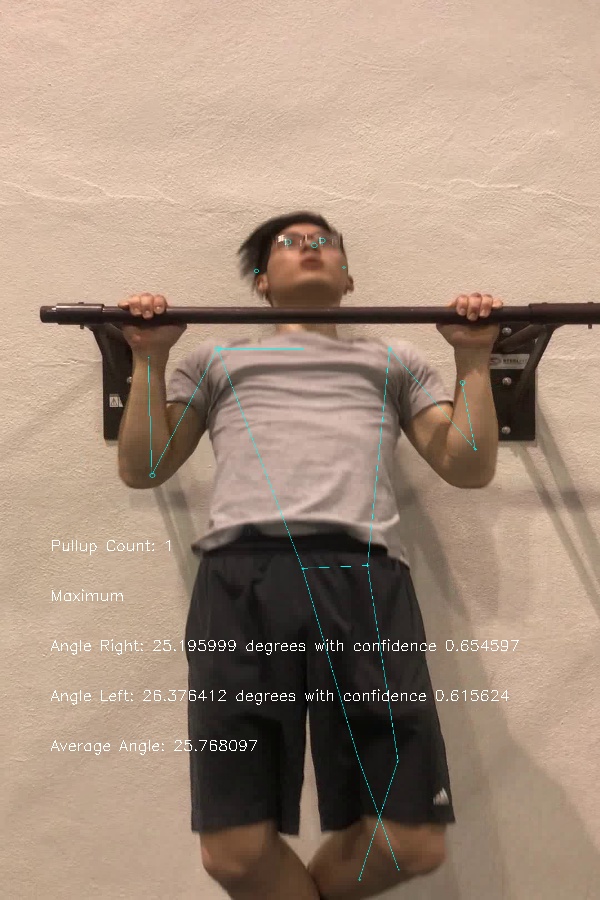 Pullup Count: 1
Maximum
Angle Right: 25.195999 degrees with confidence 0.654597
Angle Left: 26.376412 degrees with confidence 0.615624
Average Angle: 25.768097